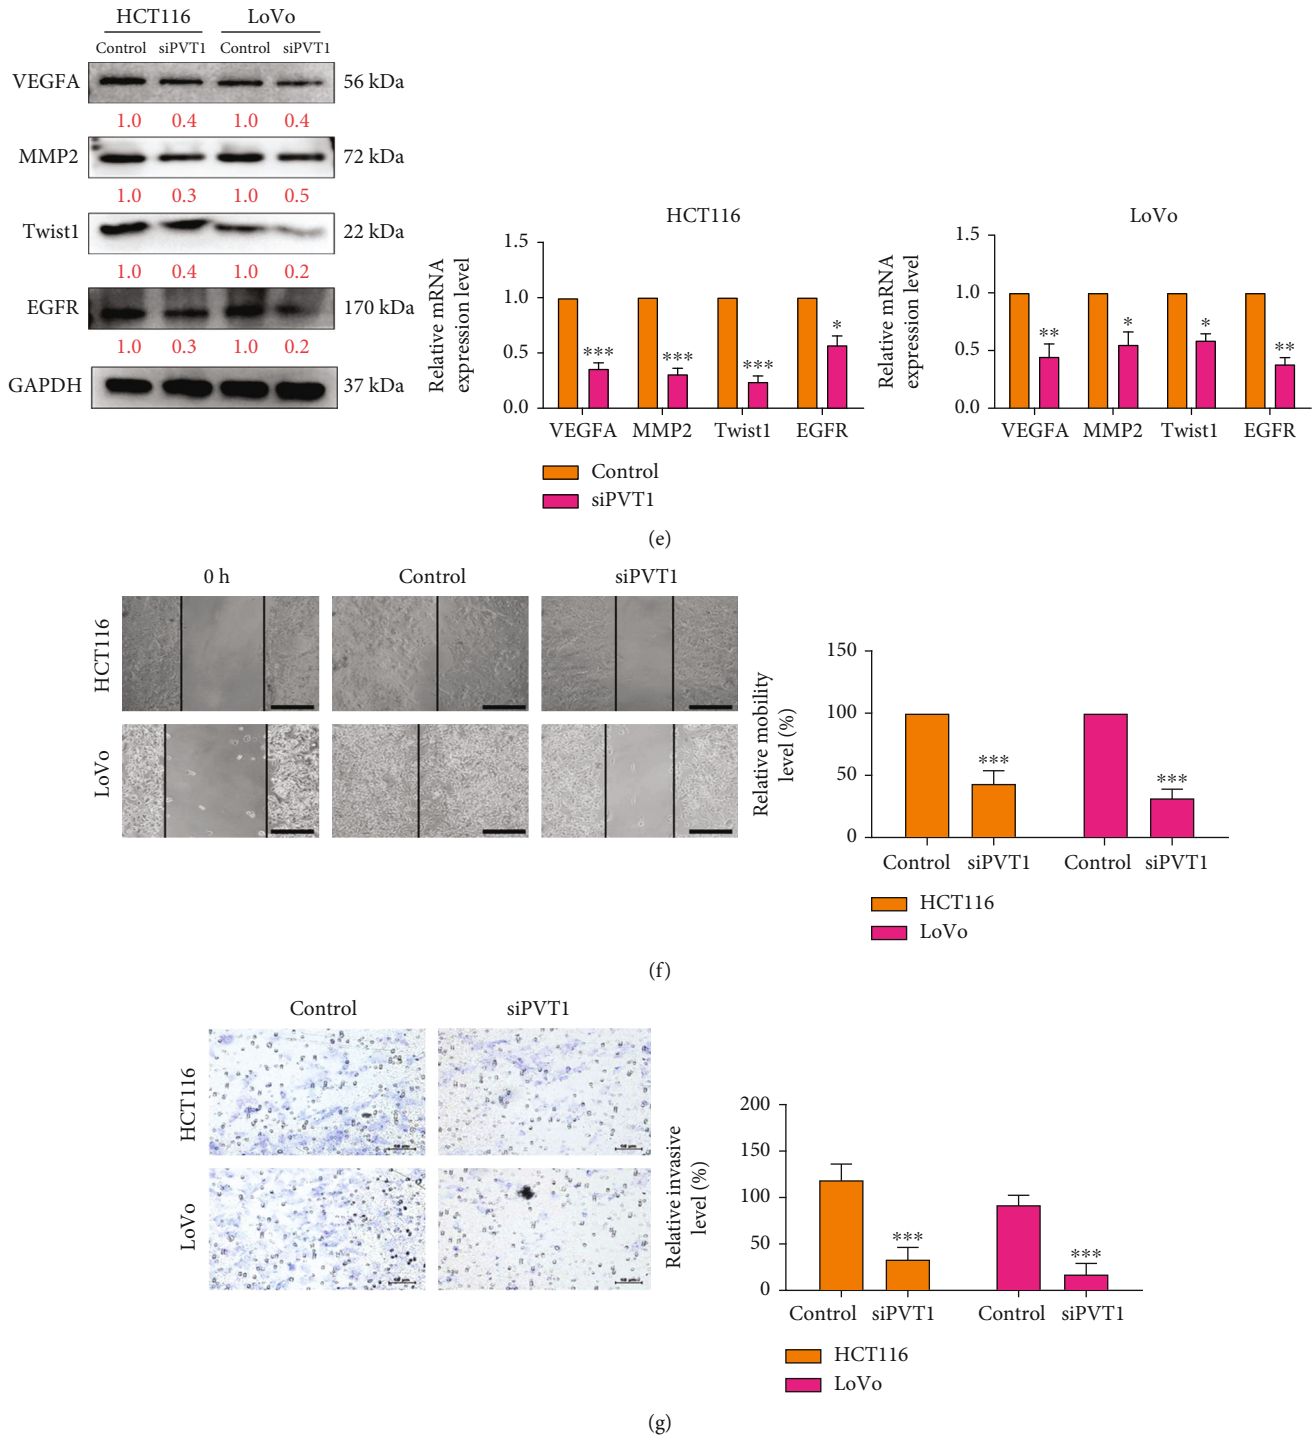 HCT116 LoVo
Control siPVT1 Control siPVT1
VEGFA 56 kDa
1.0 0.4 1.0 0.4
MMP2 72 kDa
1.0 0.3 1.0 0.5
Twist1 22 kDa
1.0 0.4 1.0 0.2
EGFR 170 kDa
1.0 0.3 1.0 0.2
GAPDH 37 kDa
HCT116
Relative mRNA
expression level
1.5
1.0
0.5
0.0
*** *** *** *
VEGFA MMP2 Twist1 EGFR
Control
siPVT1
LoVo
Relative mRNA
expression level
1.5
1.0
0.5
0.0
** * * **
VEGFA MMP2 Twist1 EGFR
(e)
0 h Control siPVT1
HCT116
LoVo
Relative mobility
level (%)
150
100
50
0
*** ***
Control siPVT1 Control siPVT1
HCT116
LoVo
(f)
Control siPVT1
HCT116
LoVo
Relative invasive
level (%)
200
150
100
50
0
*** ***
Control siPVT1 Control siPVT1
HCT116
LoVo
(g)